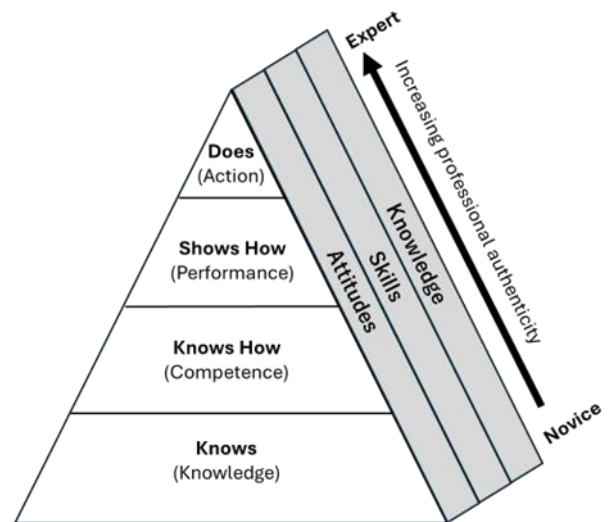 Expert
Increasing professional authenticity
Does
(Action)
Knowledge
Shows How
(Performance)
Skills
Attitudes
Knows How
(Competence)
Novice
Knows
(Knowledge)